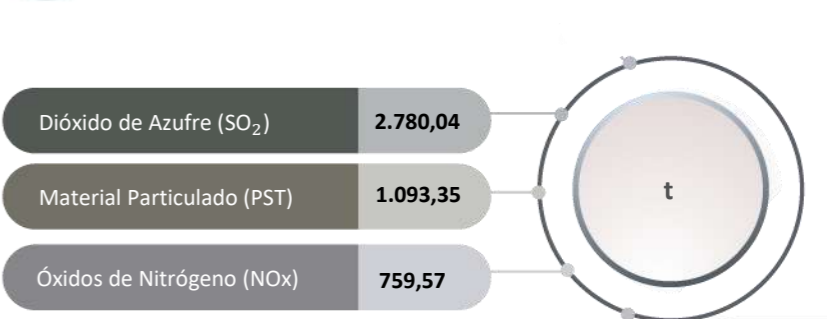 Dióxido de Azufre (SO₂) 2.780,04
Material Particulado (PST) 1.093,35
t
Óxidos de Nitrógeno (NOx) 759,57